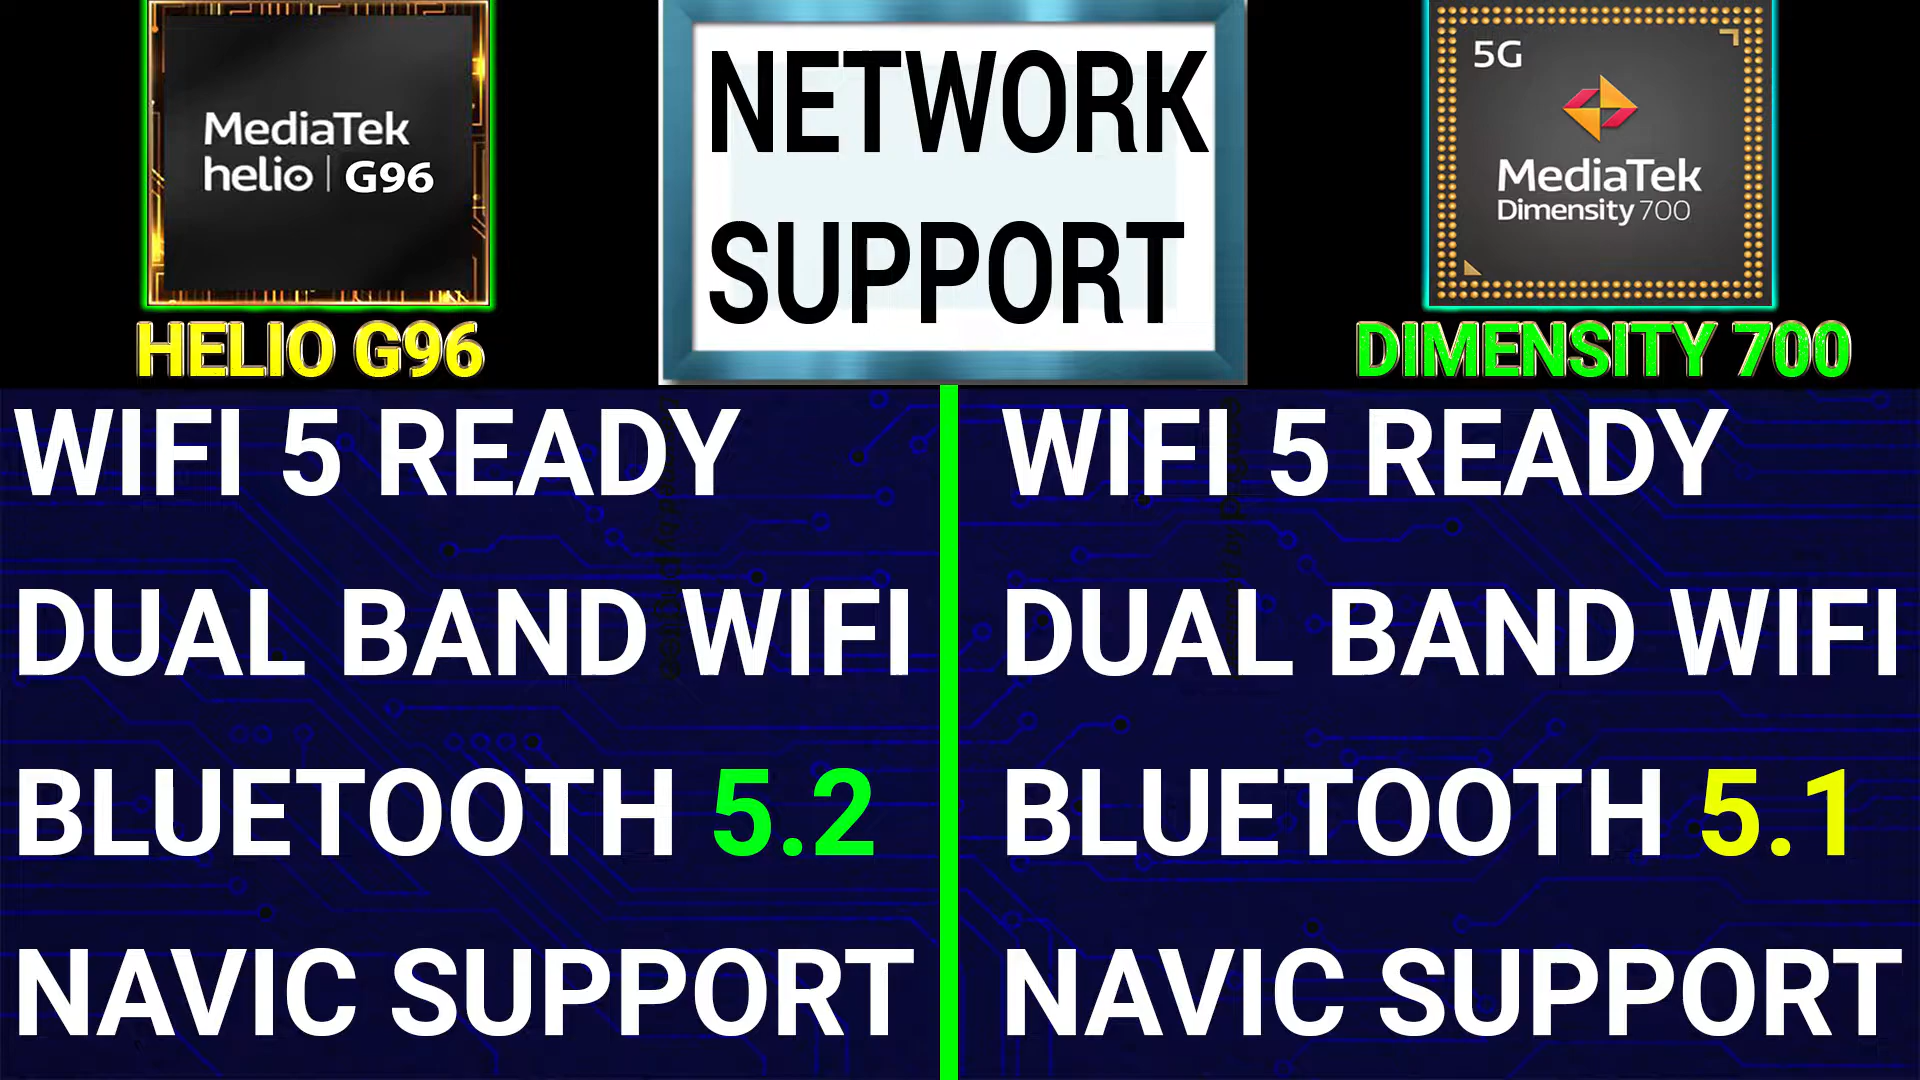 MediaTek
helio | G96
HELIO G96
NETWORK
SUPPORT
5G
MediaTek
Dimensity 700
DIMENSITY 700
WIFI 5 READY
DUAL BAND WIFI
BLUETOOTH 5.2
NAVIC SUPPORT
WIFI 5 READY
DUAL BAND WIFI
BLUETOOTH 5.1
NAVIC SUPPORT